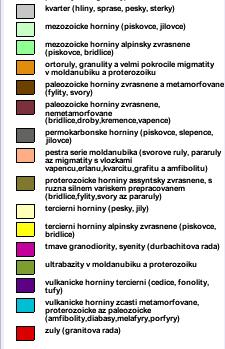 kvarter (hliny, sprase, pesky, sterky)
mezozoicke horniny (piskovce, jilovce)
mezozoicke horniny alpinsky zvrasnene
(piskovce, bridlice)
ortoruly, granulity a velmi pokrocile migmatity
v moldanubiku a proterozoiku
paleozoicke horniny zvrasnene a metamorfovane
(fylity, svory)
paleozoicke horniny zvrasnene,
nemetamorfovane
(bridlice,droby,kremence,vapence)
permokarbonske horniny (piskovce, slepence,
jilovce)
pestra serie moldanubika (svorove ruly, pararuly
az migmatity s vlozkami
vapencu,erlanu,kvarcitu,grafitu a amfibolitu)
proterozoicke horniny assyntsky zvrasnene, s
ruzna silnem variskem prepracovanem
(bridlice,fylity,svory az pararuly)
tercierni horniny (pesky, jily)
tercierni horniny alpinsky zvrasnene (piskovce,
bridlice)
tmave granodiority, syenity (durbachitova rada)
ultrabazity v moldanubiku a proterozoiku
vulkanicke horniny tercierni (cedice, fonolity,
tufy)
vulkanicke horniny zcasti metamorfovane,
proterozoicke az paleozoicke
(amfibolity,diabasy,melafyry,porfyry)
zuly (granitova rada)